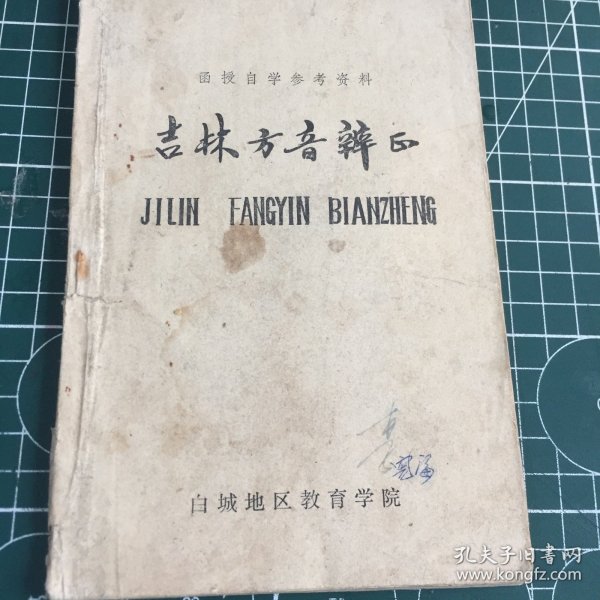 函授自学参考资料
吉林方音辨正
JILIN FANGYIN BIANZHENG
白城地区教育学院
孔夫子旧书网
www.kongfz.com